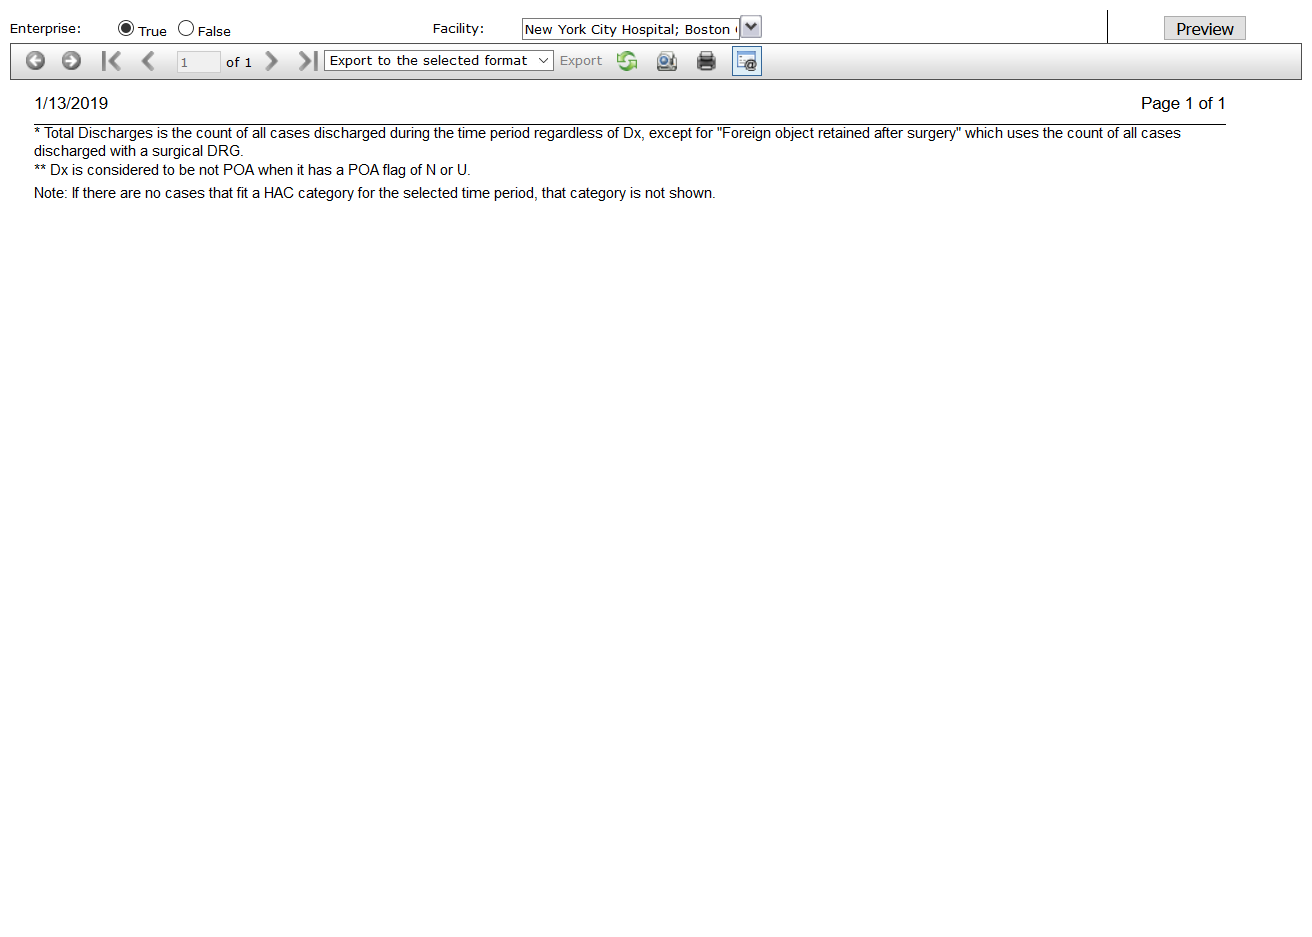 Enterprise: True False Facility: New York City Hospital; Boston Preview
1 of 1 Export to the selected format Export
1/13/2019 Page 1 of 1
* Total Discharges is the count of all cases discharged during the time period regardless of Dx, except for "Foreign object retained after surgery" which uses the count of all cases
discharged with a surgical DRG.
** Dx is considered to be not POA when it has a POA flag of N or U.
Note: If there are no cases that fit a HAC category for the selected time period, that category is not shown.